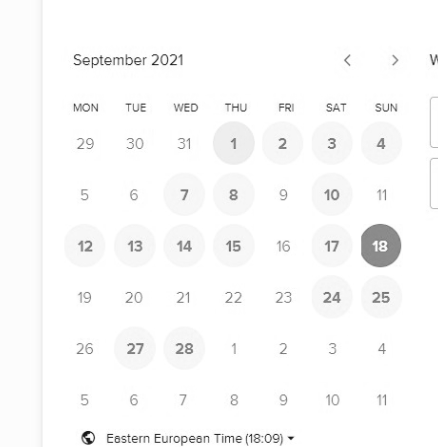 September 2021
W
MON TUE WED THU FRI SAT SUN
29 30 31 1 2 3 4
5 6 7 8 9 10 11
12 13 14 15 16 17 18
19 20 21 22 23 24 25
26 27 28 1 2 3 4
5 6 7 8 9 10 11
Eastern European Time (18:09)